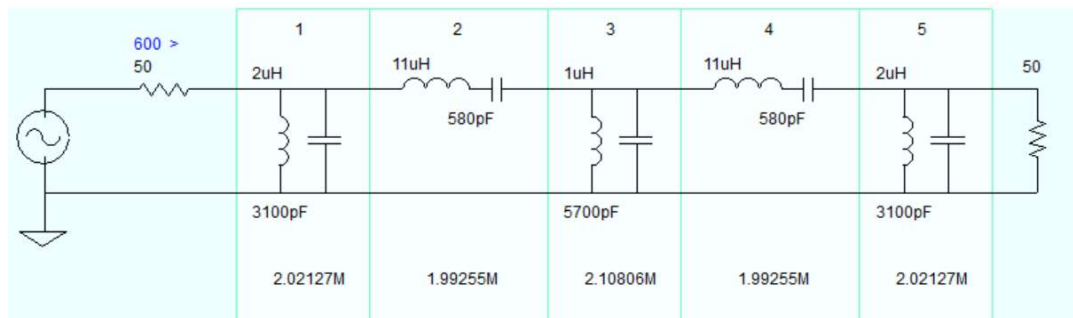 1 2 3 4 5
600 >
50 2uH 11uH 1uH 11uH 2uH 50
580pF 580pF
3100pF 5700pF 3100pF
2.02127M 1.99255M 2.10806M 1.99255M 2.02127M